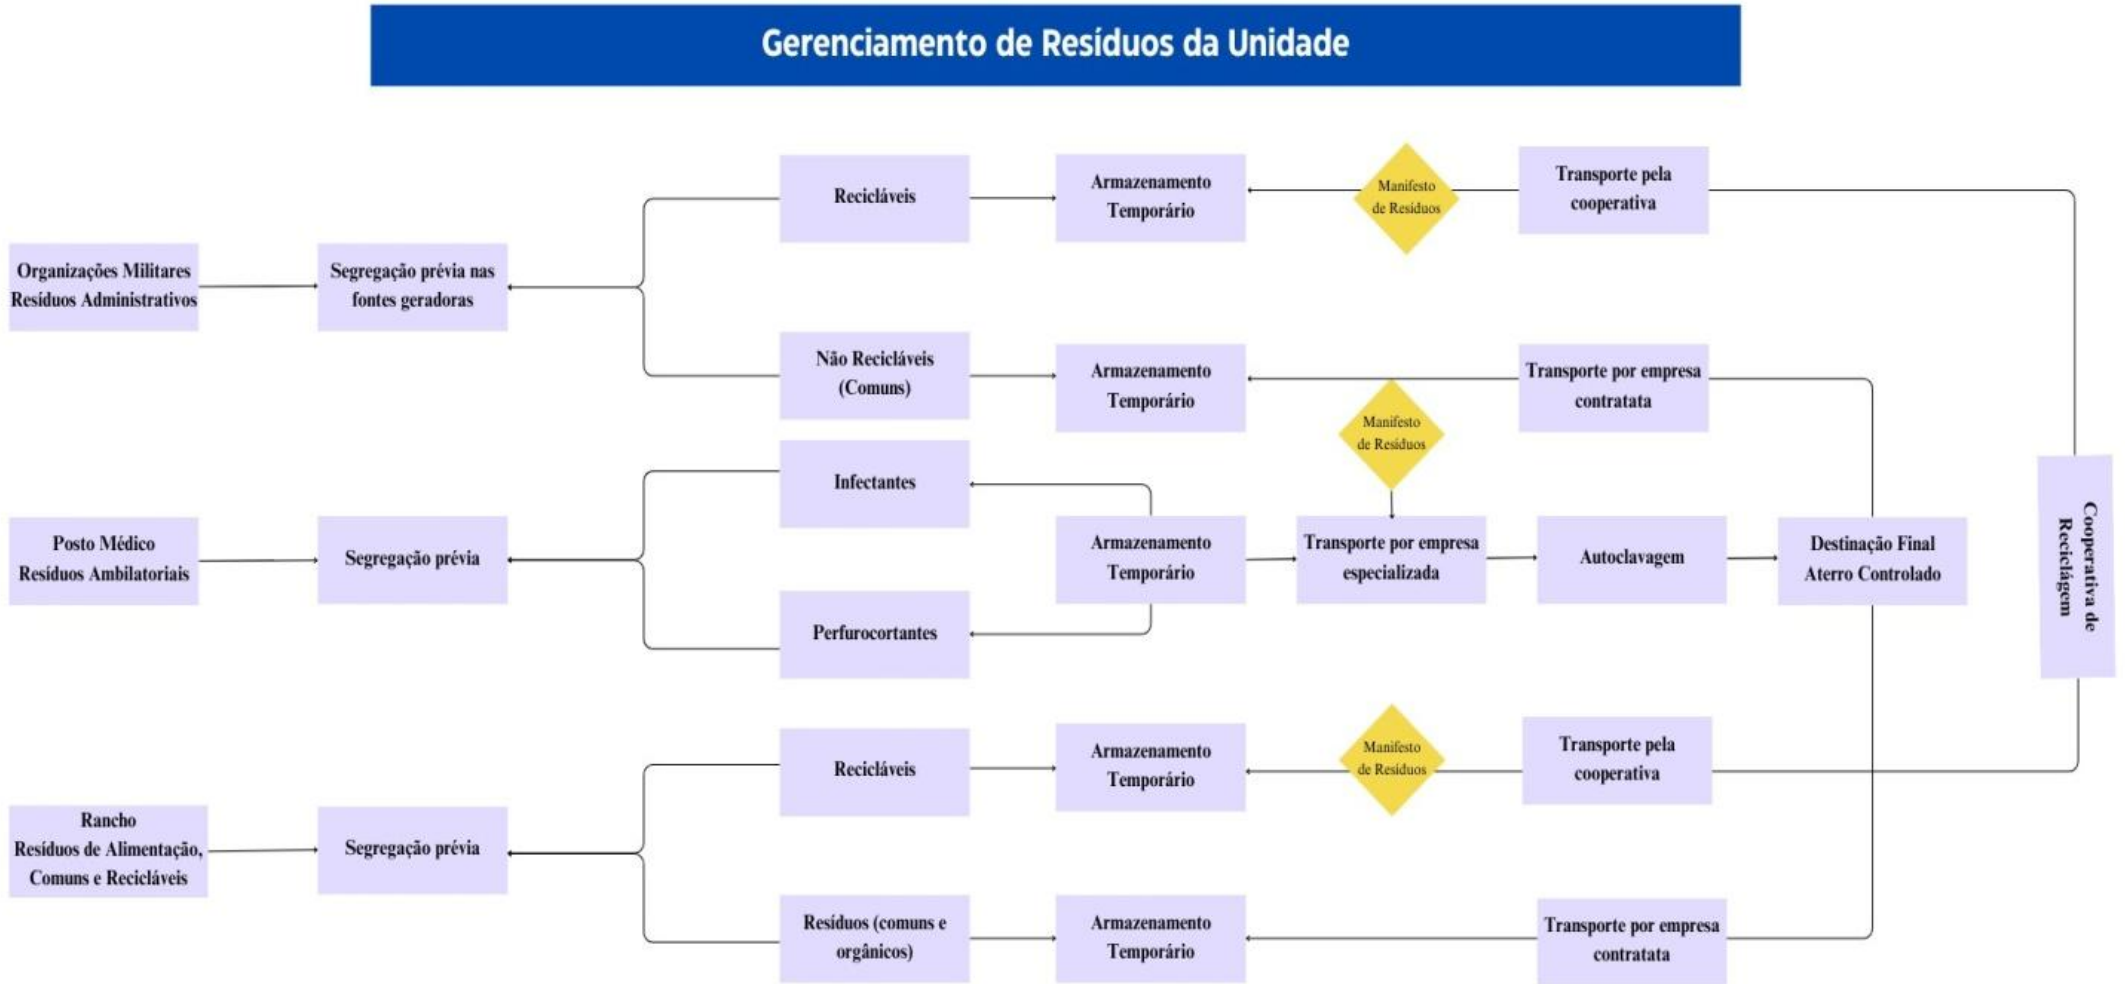 Gerenciamento de Resíduos da Unidade
Organizações Militares
Resíduos Administrativos
Segregação prévia nas
fontes geradoras
Recicláveis
Armazenamento
Temporário
Manifesto
de Resíduos
Transporte pela
cooperativa
Não Recicláveis
(Comuns)
Armazenamento
Temporário
Transporte por empresa
contratata
Manifesto
de Resíduos
Posto Médico
Resíduos Ambilatoriais
Segregação prévia
Infectantes
Perfurocortantes
Armazenamento
Temporário
Transporte por empresa
especializada
Autoclavagem
Destinação Final
Aterro Controlado
Cooperativa de
Reciclágem
Rancho
Resíduos de Alimentação,
Comuns e Recicláveis
Segregação prévia
Recicláveis
Armazenamento
Temporário
Manifesto
de Resíduos
Transporte pela
cooperativa
Resíduos (comuns e
orgânicos)
Armazenamento
Temporário
Transporte por empresa
contratata